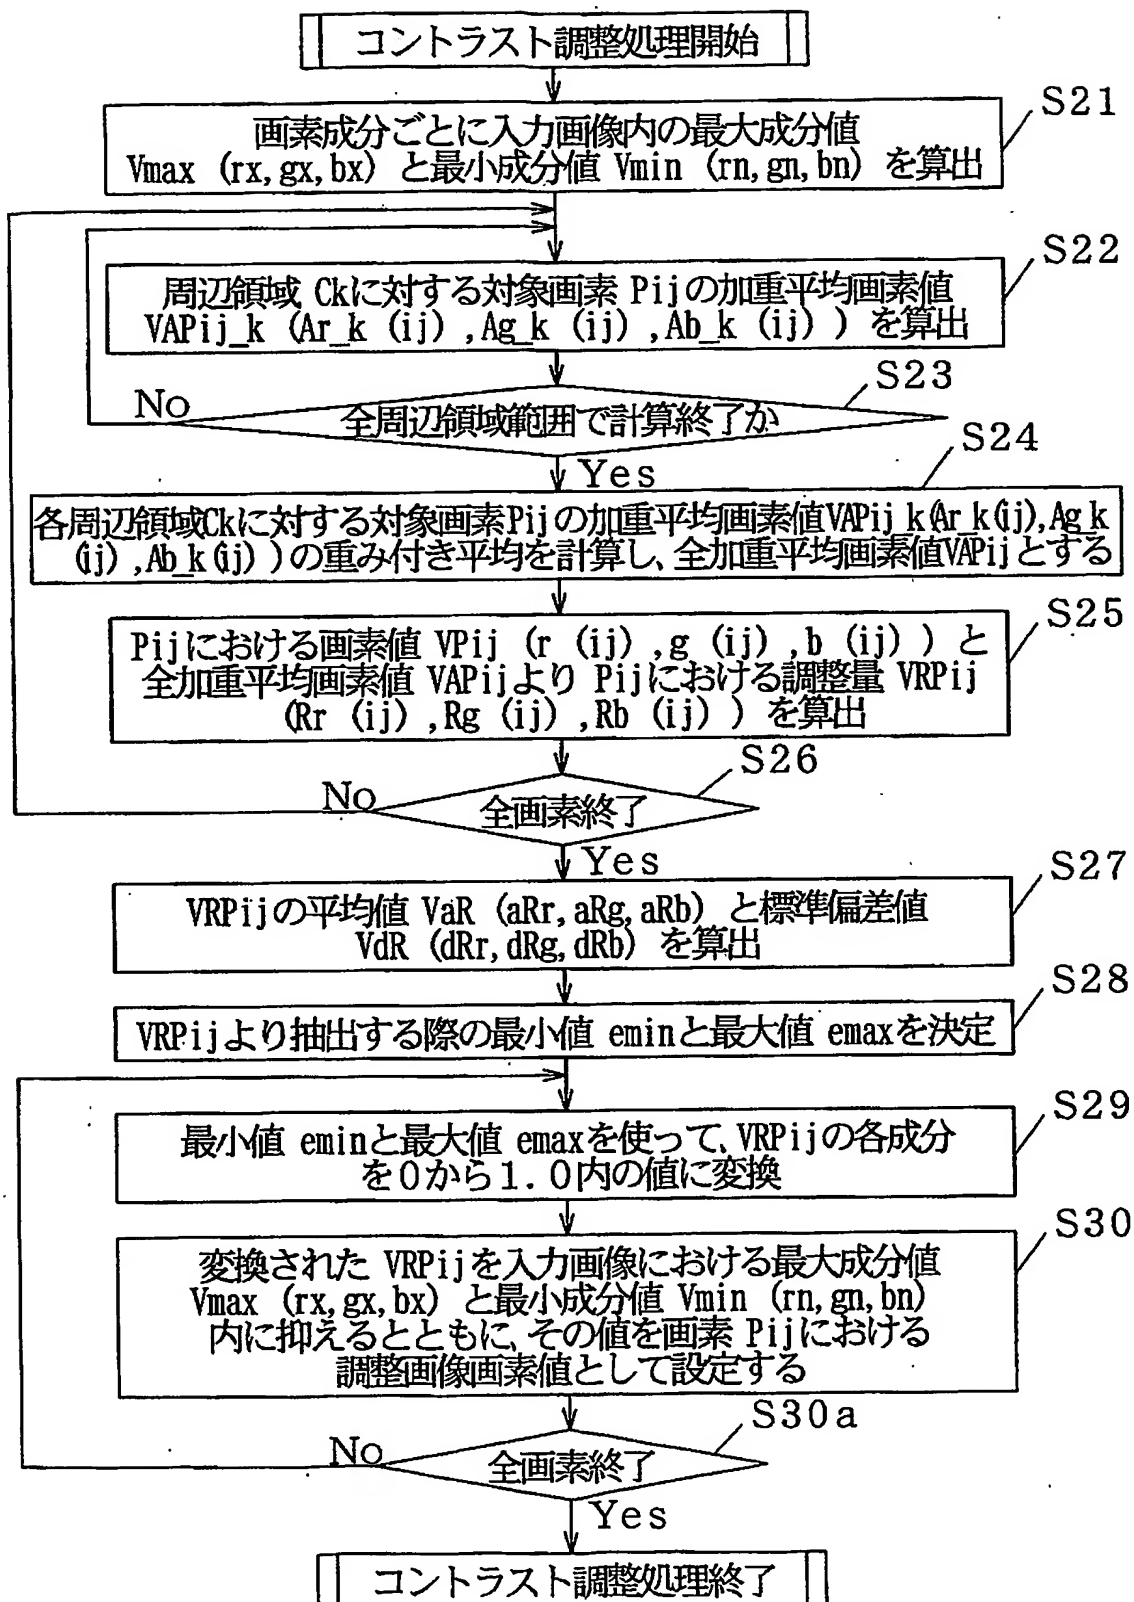 コントラスト調整処理開始
S21
画素成分ごとに入力画像内の最大成分値
Vmax (rx,gx,bx) と最小成分値 Vmin (rn,gn,bn) を算出
S22
周辺領域 Ckに対する対象画素 Pijの加重平均画素値
VAPij_k (Ar_k (ij) ,Ag_k (ij) ,Ab_k (ij) ) を算出
S23
No
全周辺領域範囲で計算終了か
Yes
S24
各周辺領域Ckに対する対象画素Pijの加重平均画素値VAPij_k(Ar_k(ij),Ag_k
(ij) ,Ab_k(ij) )の重み付き平均を計算し、全加重平均画素値VAPijとする
S25
Pijにおける画素値 VPij (r (ij) ,g (ij) ,b (ij) ) と
全加重平均画素値 VAPijより Pijにおける調整量 VRPij
(Rr (ij) ,Rg (ij) ,Rb (ij) ) を算出
S26
No
全画素終了
Yes
S27
VRPijの平均値 VaR (aRr,aRg,aRb) と標準偏差値
VdR (dRr,dRg,dRb) を算出
S28
VRPijより抽出する際の最小値 eminと最大値 emaxを決定
S29
最小値 eminと最大値 emaxを使って、VRPijの各成分
を0から1.0内の値に変換
S30
変換された VRPijを入力画像における最大成分値
Vmax (rx,gx,bx) と最小成分値 Vmin (rn,gn,bn)
内に抑えるとともに、その値を画素 Pijにおける
調整画像画素値として設定する
S30a
No
全画素終了
Yes
コントラスト調整処理終了